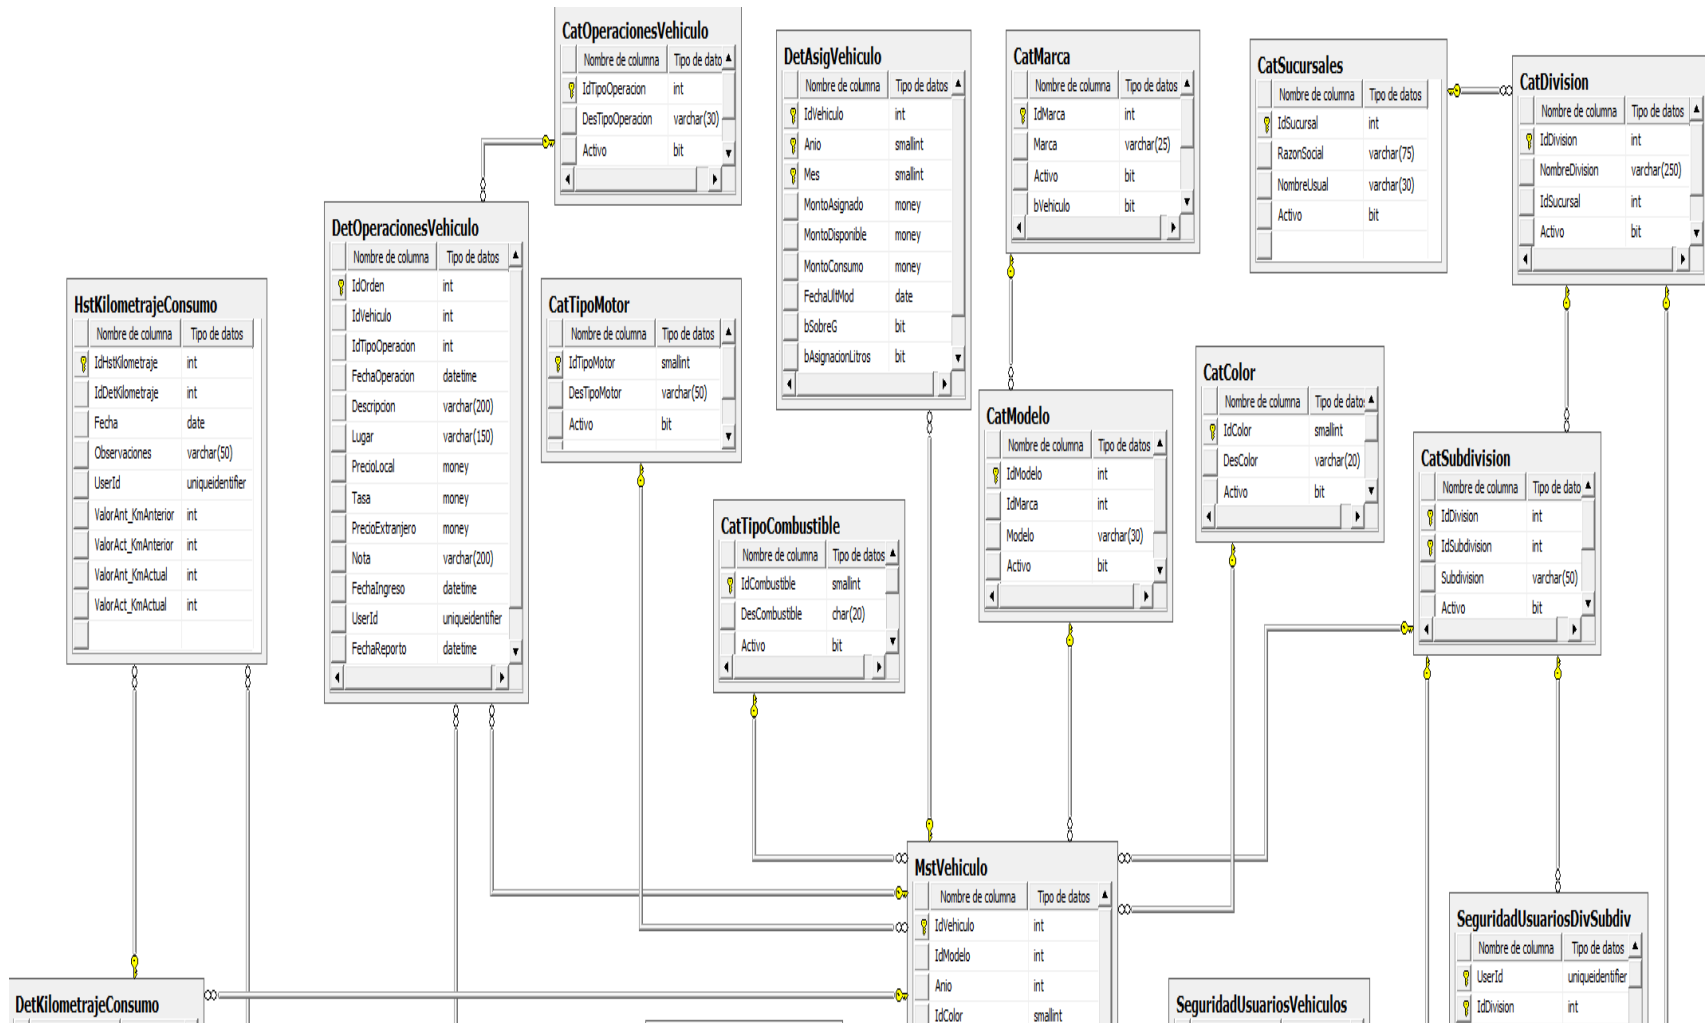 CatOperacionesVehiculo
Nombre de columna Tipo de dato
IdTipoOperacion int
DesTipoOperacion varchar(30)
Activo bit
DetAsigVehiculo
Nombre de columna Tipo de datos
IdVehiculo int
Anio smallint
Mes smallint
MontoAsignado money
MontoDisponible money
MontoConsumo money
FechaUltMod date
bSobreG bit
bAsignacionLitros bit
CatMarca
Nombre de columna Tipo de datos
IdMarca int
Marca varchar(25)
Activo bit
bVehiculo bit
CatSucursales
Nombre de columna Tipo de datos
IdSucursal int
RazonSocial varchar(75)
NombreUsual varchar(30)
Activo bit
CatDivision
Nombre de columna Tipo de datos
IdDivision int
NombreDivision varchar(250)
IdSucursal int
Activo bit
DetOperacionesVehiculo
Nombre de columna Tipo de datos
IdOrden int
IdVehiculo int
IdTipoOperacion int
FechaOperacion datetime
Descripcion varchar(200)
Lugar varchar(150)
PrecioLocal money
Tasa money
PrecioExtranjero money
Nota varchar(200)
FechaIngreso datetime
UserId uniqueidentifier
FechaReporto datetime
HstKilometrajeConsumo
Nombre de columna Tipo de datos
IdHstKilometraje int
IdDetKilometraje int
Fecha date
Observaciones varchar(50)
UserId uniqueidentifier
ValorAnt_KmAnterior int
ValorAct_KmAnterior int
ValorAnt_KmActual int
ValorAct_KmActual int
CatTipoMotor
Nombre de columna Tipo de datos
IdTipoMotor smallint
DesTipoMotor varchar(50)
Activo bit
CatColor
Nombre de columna Tipo de dato
IdColor smallint
DesColor varchar(20)
Activo bit
CatModelo
Nombre de columna Tipo de datos
IdModelo int
IdMarca int
Modelo varchar(30)
Activo bit
CatSubdivision
Nombre de columna Tipo de dato
IdDivision int
IdSubdivision int
Subdivision varchar(50)
Activo bit
CatTipoCombustible
Nombre de columna Tipo de datos
IdCombustible smallint
DesCombustible char(20)
Activo bit
MstVehiculo
Nombre de columna Tipo de datos
IdVehiculo int
IdModelo int
Anio int
IdColor smallint
SeguridadUsuariosDivSubdiv
Nombre de columna Tipo de datos
UserId uniqueidentifier
IdDivision int
DetKilometrajeConsumo
SeguridadUsuariosVehiculos